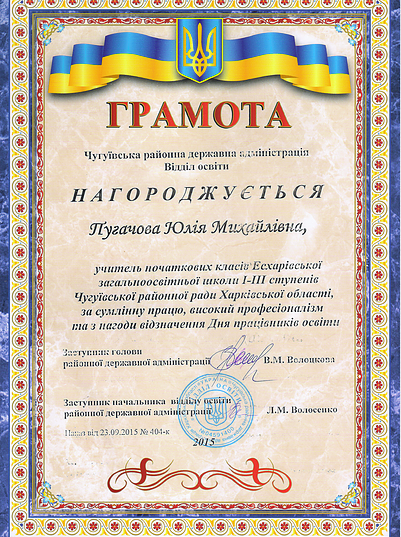 ГРАМОТА
Чугуївська районна державна адміністрація
Відділ освіти
НАГОРОДЖУЄТЬСЯ
Пугачова Юлія Михайлівна,
учитель початкових класів Есхарівської
загальноосвітньої школи І-ІІІ ступенів
Чугуївської районної ради Харківської області,
за сумлінну працю, високий професіоналізм
та з нагоди відзначення Дня працівників освіти
Заступник голови
районної державної адміністрації В.М. Волоцкова
Заступник начальника відділу освіти
районної державної адміністрації Л.М. Волосенко
Наказ від 23.09.2015 № 404-к
2015